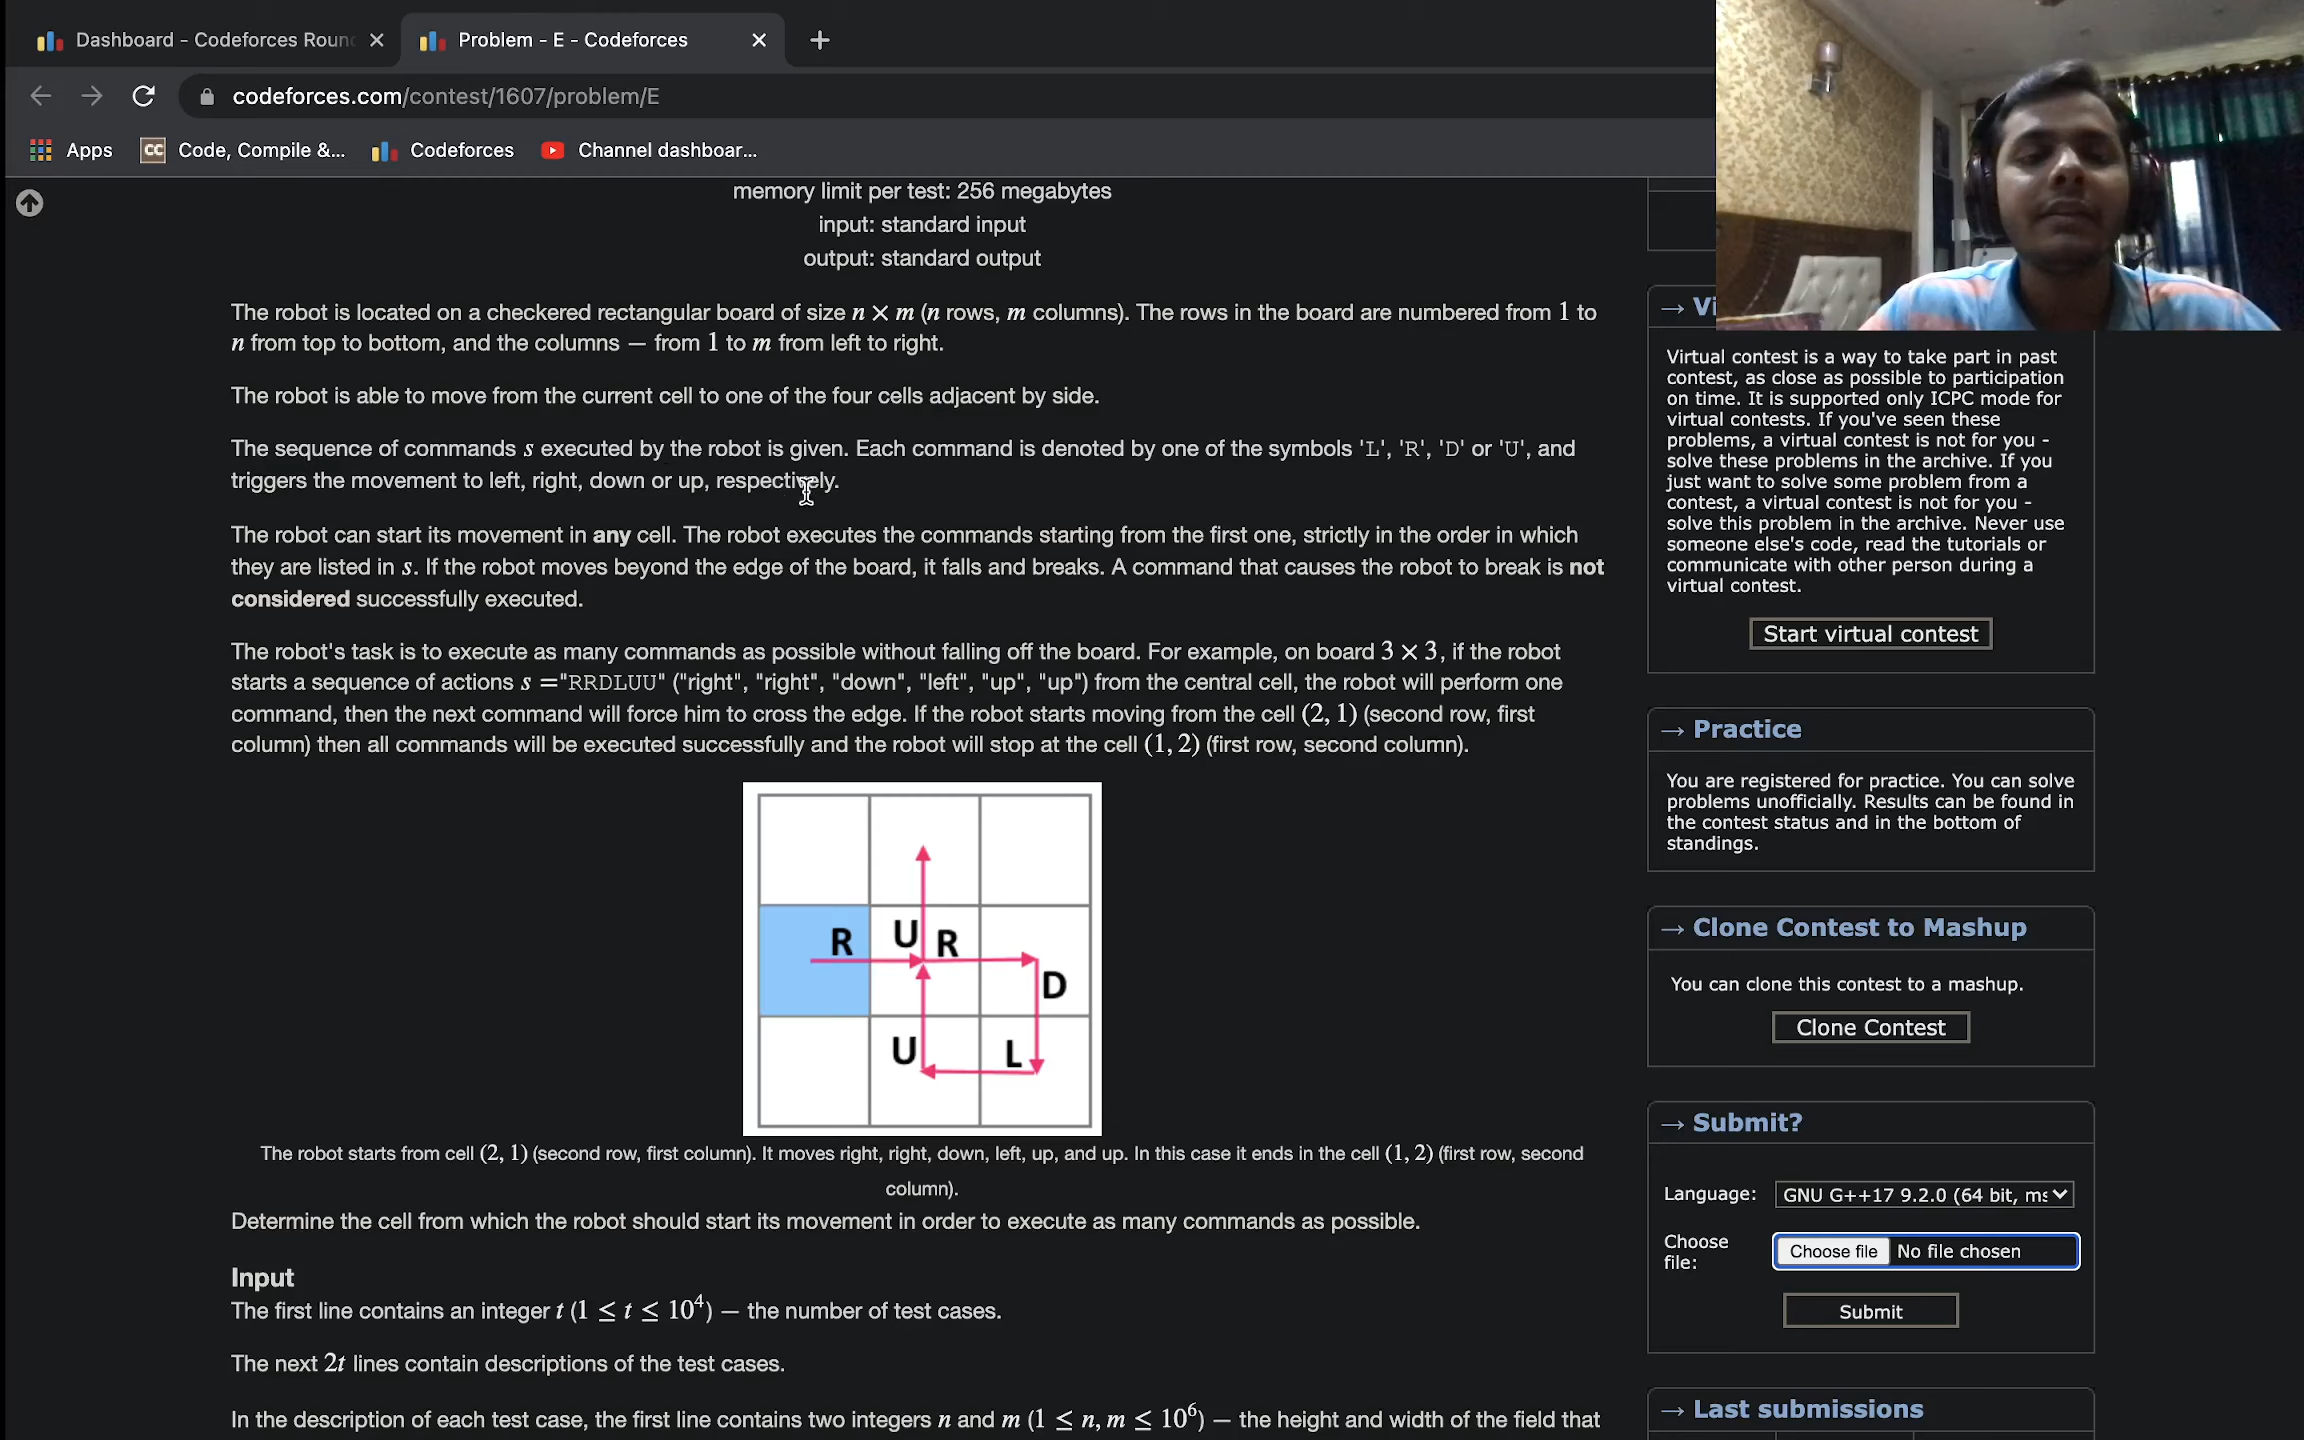 Dashboard - Codeforces Roun
Problem - E - Codeforces
codeforces.com/contest/1607/problem/E
Apps
CC Code, Compile &...
Codeforces
Channel dashboar...
memory limit per test: 256 megabytes
input: standard input
output: standard output
The robot is located on a checkered rectangular board of size n × m (n rows, m columns). The rows in the board are numbered from 1 to
n from top to bottom, and the columns — from 1 to m from left to right.
The robot is able to move from the current cell to one of the four cells adjacent by side.
The sequence of commands s executed by the robot is given. Each command is denoted by one of the symbols 'L', 'R', 'D' or 'U', and
triggers the movement to left, right, down or up, respectively.
The robot can start its movement in any cell. The robot executes the commands starting from the first one, strictly in the order in which
they are listed in s. If the robot moves beyond the edge of the board, it falls and breaks. A command that causes the robot to break is not
considered successfully executed.
The robot's task is to execute as many commands as possible without falling off the board. For example, on board 3 × 3, if the robot
starts a sequence of actions s ="RRDLUU" ("right", "right", "down", "left", "up", "up") from the central cell, the robot will perform one
command, then the next command will force him to cross the edge. If the robot starts moving from the cell (2, 1) (second row, first
column) then all commands will be executed successfully and the robot will stop at the cell (1, 2) (first row, second column).
R U R
D
U L
The robot starts from cell (2, 1) (second row, first column). It moves right, right, down, left, up, and up. In this case it ends in the cell (1, 2) (first row, second
column).
Determine the cell from which the robot should start its movement in order to execute as many commands as possible.
Input
The first line contains an integer t (1 ≤ t ≤ 10⁴) — the number of test cases.
The next 2t lines contain descriptions of the test cases.
In the description of each test case, the first line contains two integers n and m (1 ≤ n, m ≤ 10⁶) — the height and width of the field that
→ Vi
Virtual contest is a way to take part in past
contest, as close as possible to participation
on time. It is supported only ICPC mode for
virtual contests. If you've seen these
problems, a virtual contest is not for you -
solve these problems in the archive. If you
just want to solve some problem from a
contest, a virtual contest is not for you -
solve this problem in the archive. Never use
someone else's code, read the tutorials or
communicate with other person during a
virtual contest.
Start virtual contest
→ Practice
You are registered for practice. You can solve
problems unofficially. Results can be found in
the contest status and in the bottom of
standings.
→ Clone Contest to Mashup
You can clone this contest to a mashup.
Clone Contest
→ Submit?
Language: GNU G++17 9.2.0 (64 bit, ms
Choose
file:
Choose file No file chosen
Submit
→ Last submissions